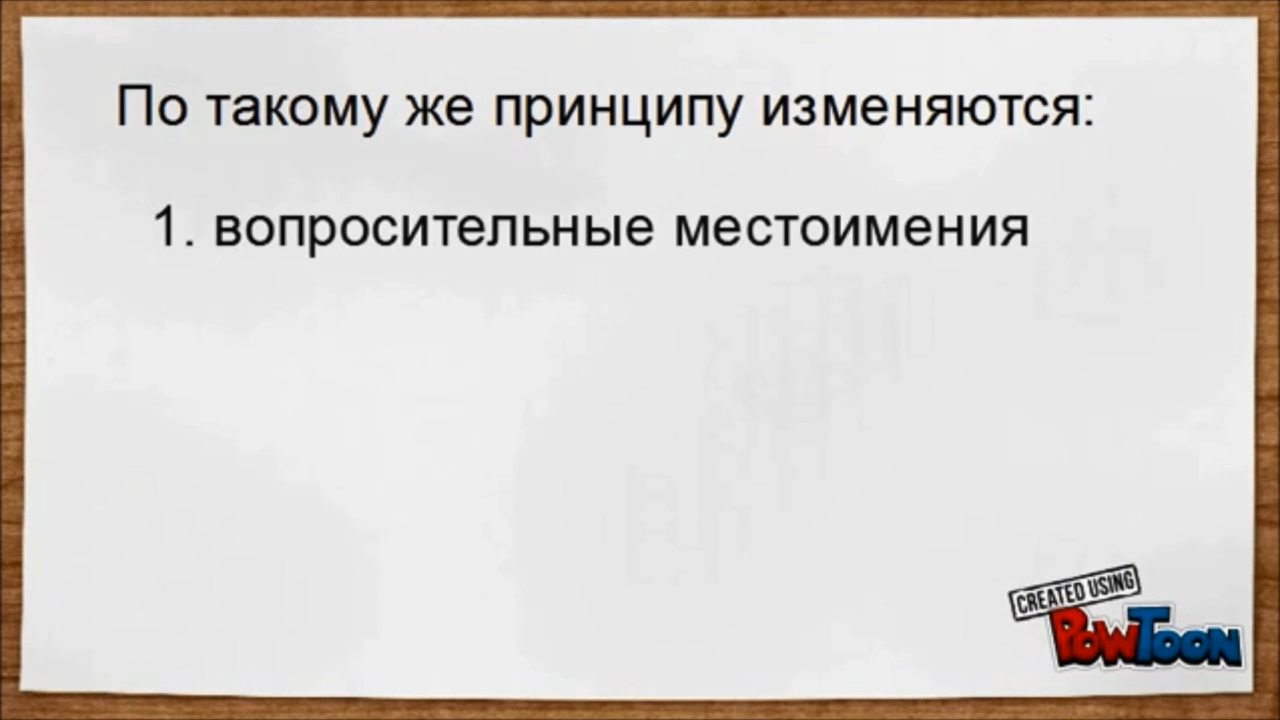 По такому же принципу изменяются:
1. вопросительные местоимения
CREATED USING
PowToon